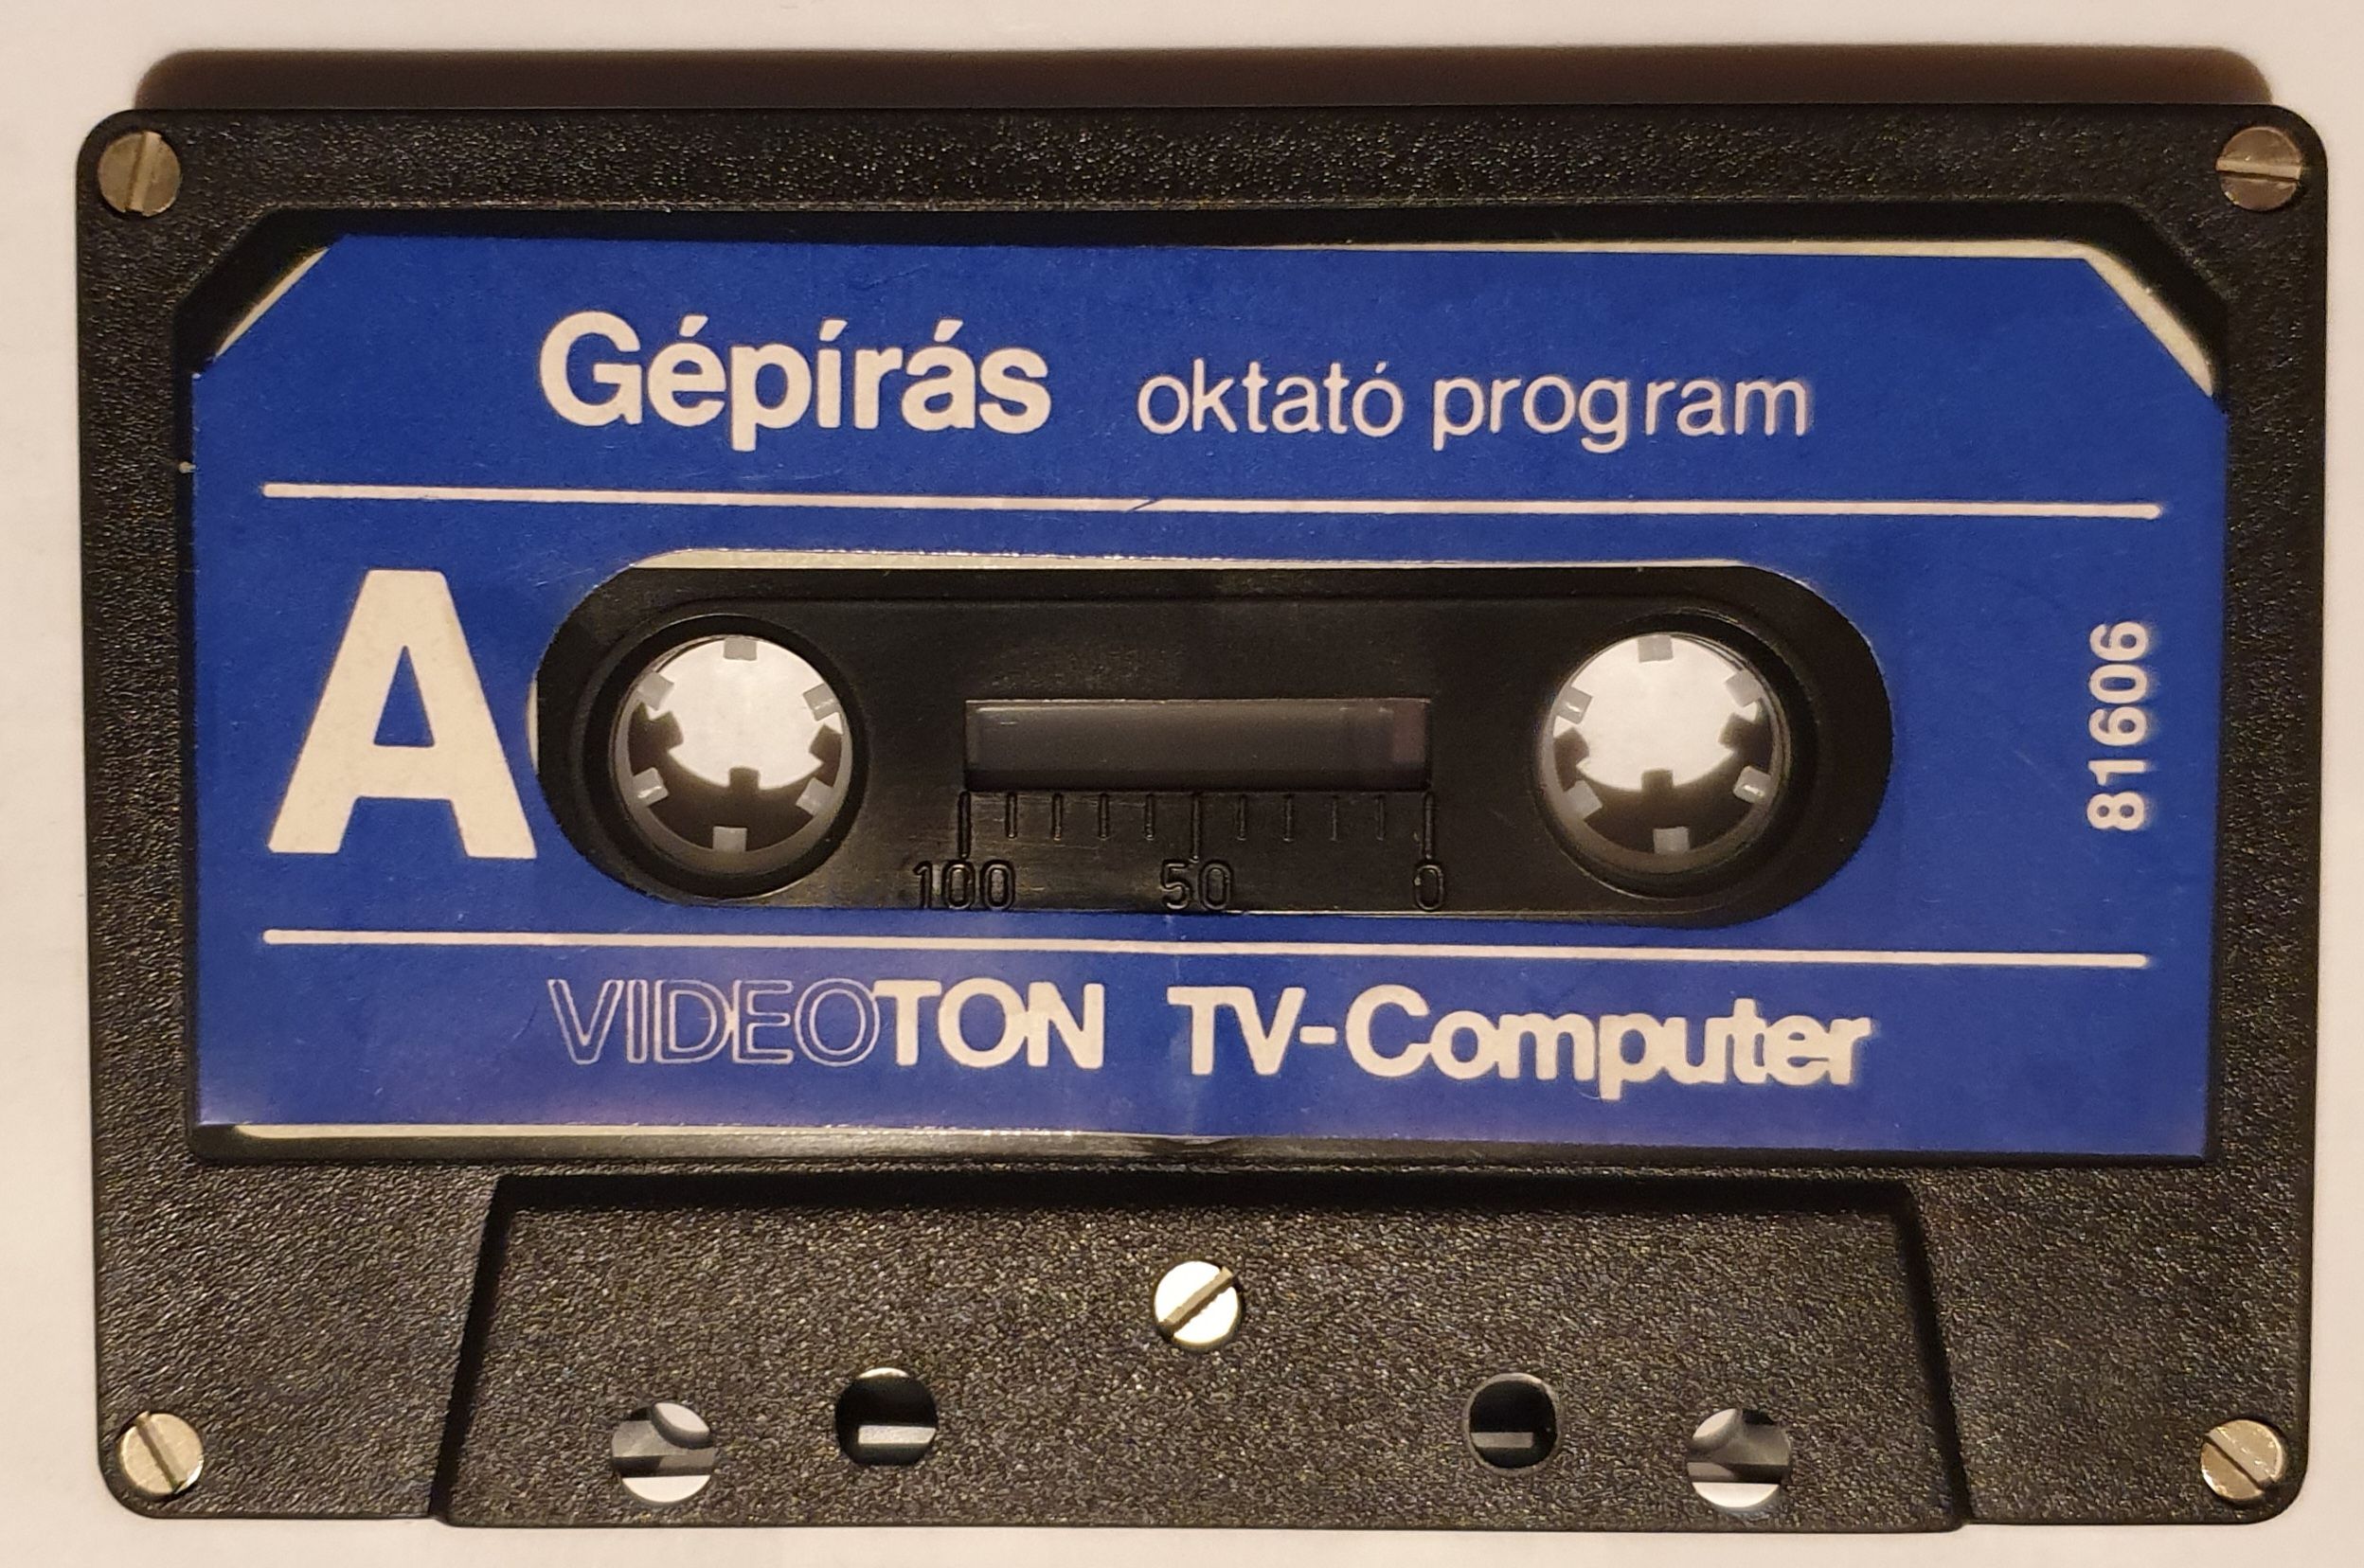 Gépírás oktató program
A
81606
100 50 0
VIDEOTON TV-Computer